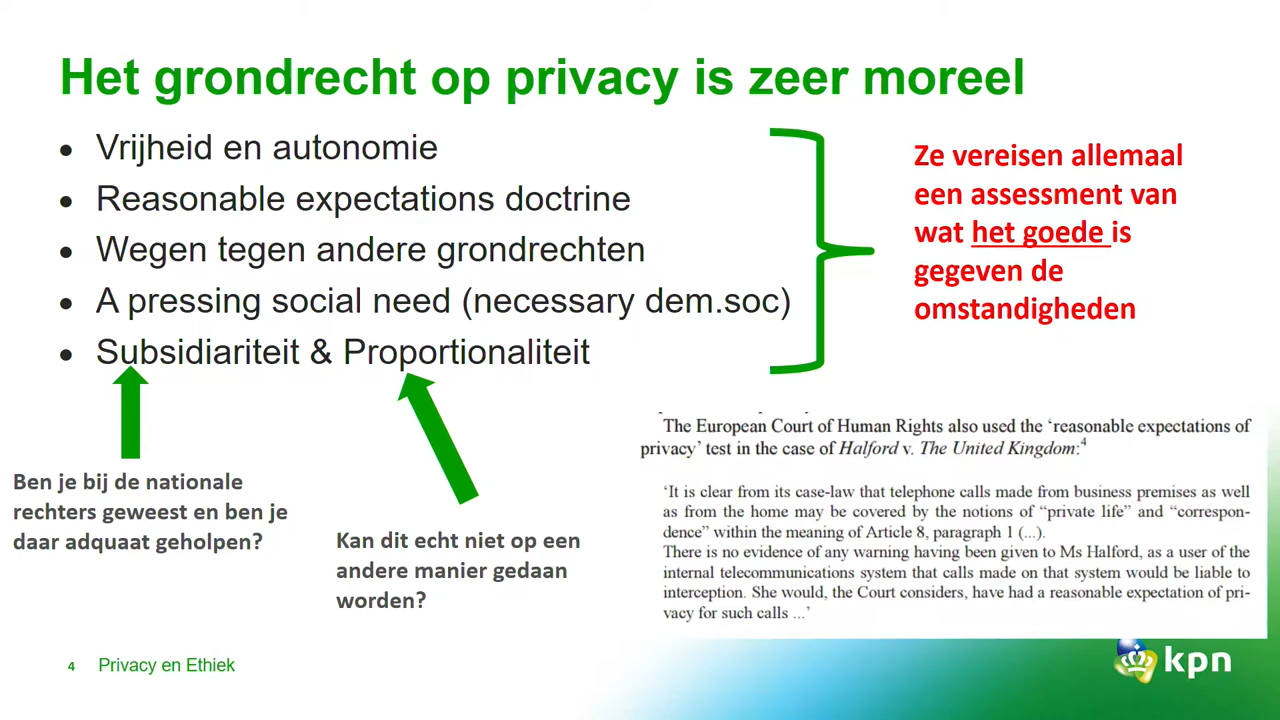 Het grondrecht op privacy is zeer moreel
• Vrijheid en autonomie
• Reasonable expectations doctrine
• Wegen tegen andere grondrechten
• A pressing social need (necessary dem.soc)
• Subsidiariteit & Proportionaliteit
Ze vereisen allemaal
een assessment van
wat het goede is
gegeven de
omstandigheden
Ben je bij de nationale
rechters geweest en ben je
daar adquaat geholpen?
Kan dit echt niet op een
andere manier gedaan
worden?
The European Court of Human Rights also used the ‘reasonable expectations of
privacy’ test in the case of Halford v. The United Kingdom:4
‘It is clear from its case-law that telephone calls made from business premises as well
as from the home may be covered by the notions of “private life” and “correspon-
dence” within the meaning of Article 8, paragraph 1 (...).
There is no evidence of any warning having been given to Ms Halford, as a user of the
internal telecommunications system that calls made on that system would be liable to
interception. She would, the Court considers, have had a reasonable expectation of pri-
vacy for such calls ...’
4 Privacy en Ethiek
kpn